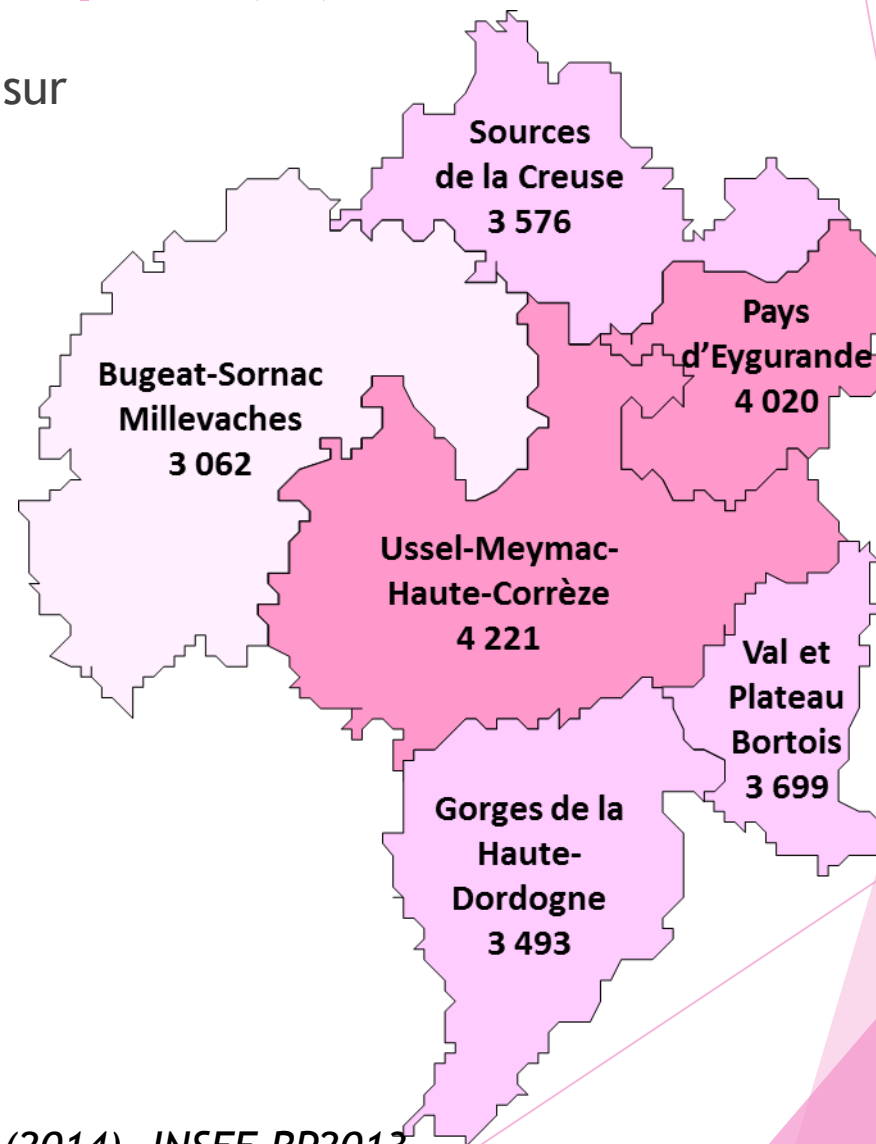 sur
Sources
de la Creuse
3 576
Pays
d'Eygurande
4 020
Bugeat-Sornac
Millevaches
3 062
Ussel-Meymac-
Haute-Corrèze
4 221
Val et
Plateau
Bortois
3 699
Gorges de la
Haute-
Dordogne
3 493
(2014), INSEE RP2013